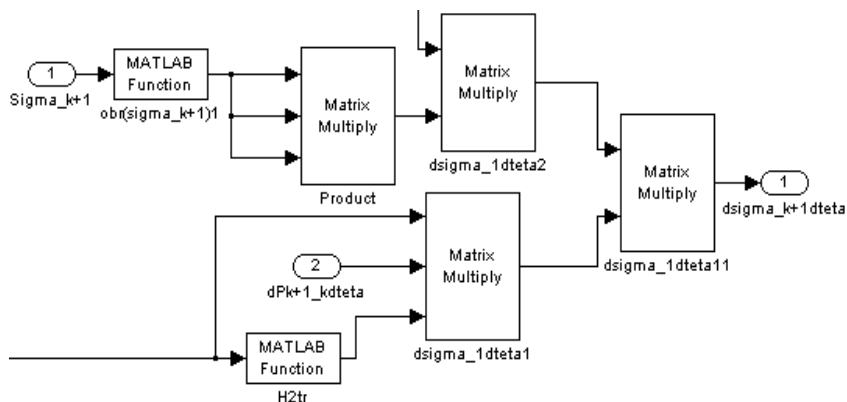 1
Sigma_k+1
MATLAB
Function
obr(sigma_k+1)1
Matrix
Multiply
Product
Matrix
Multiply
dsigma_1dteta2
Matrix
Multiply
dsigma_1dteta11
1
dsigma_k+1dteta
2
dPk+1_kdteta
Matrix
Multiply
dsigma_1dteta1
MATLAB
Function
H2tr